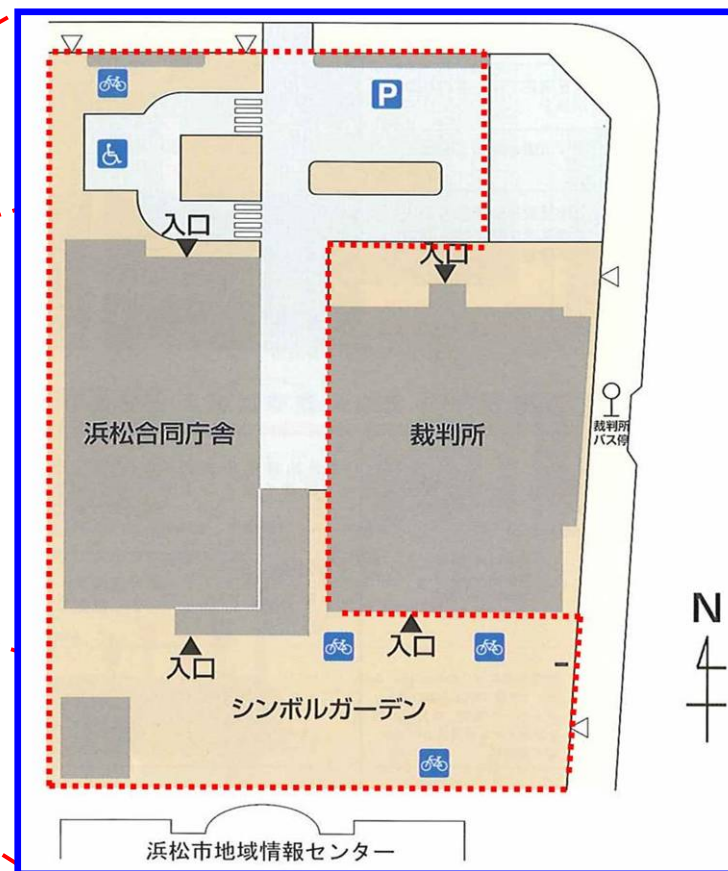 P
入口
入口
浜松合同庁舎
裁判所
裁判所
バス停
N
入口
入口
シンボルガーデン
浜松市地域情報センター